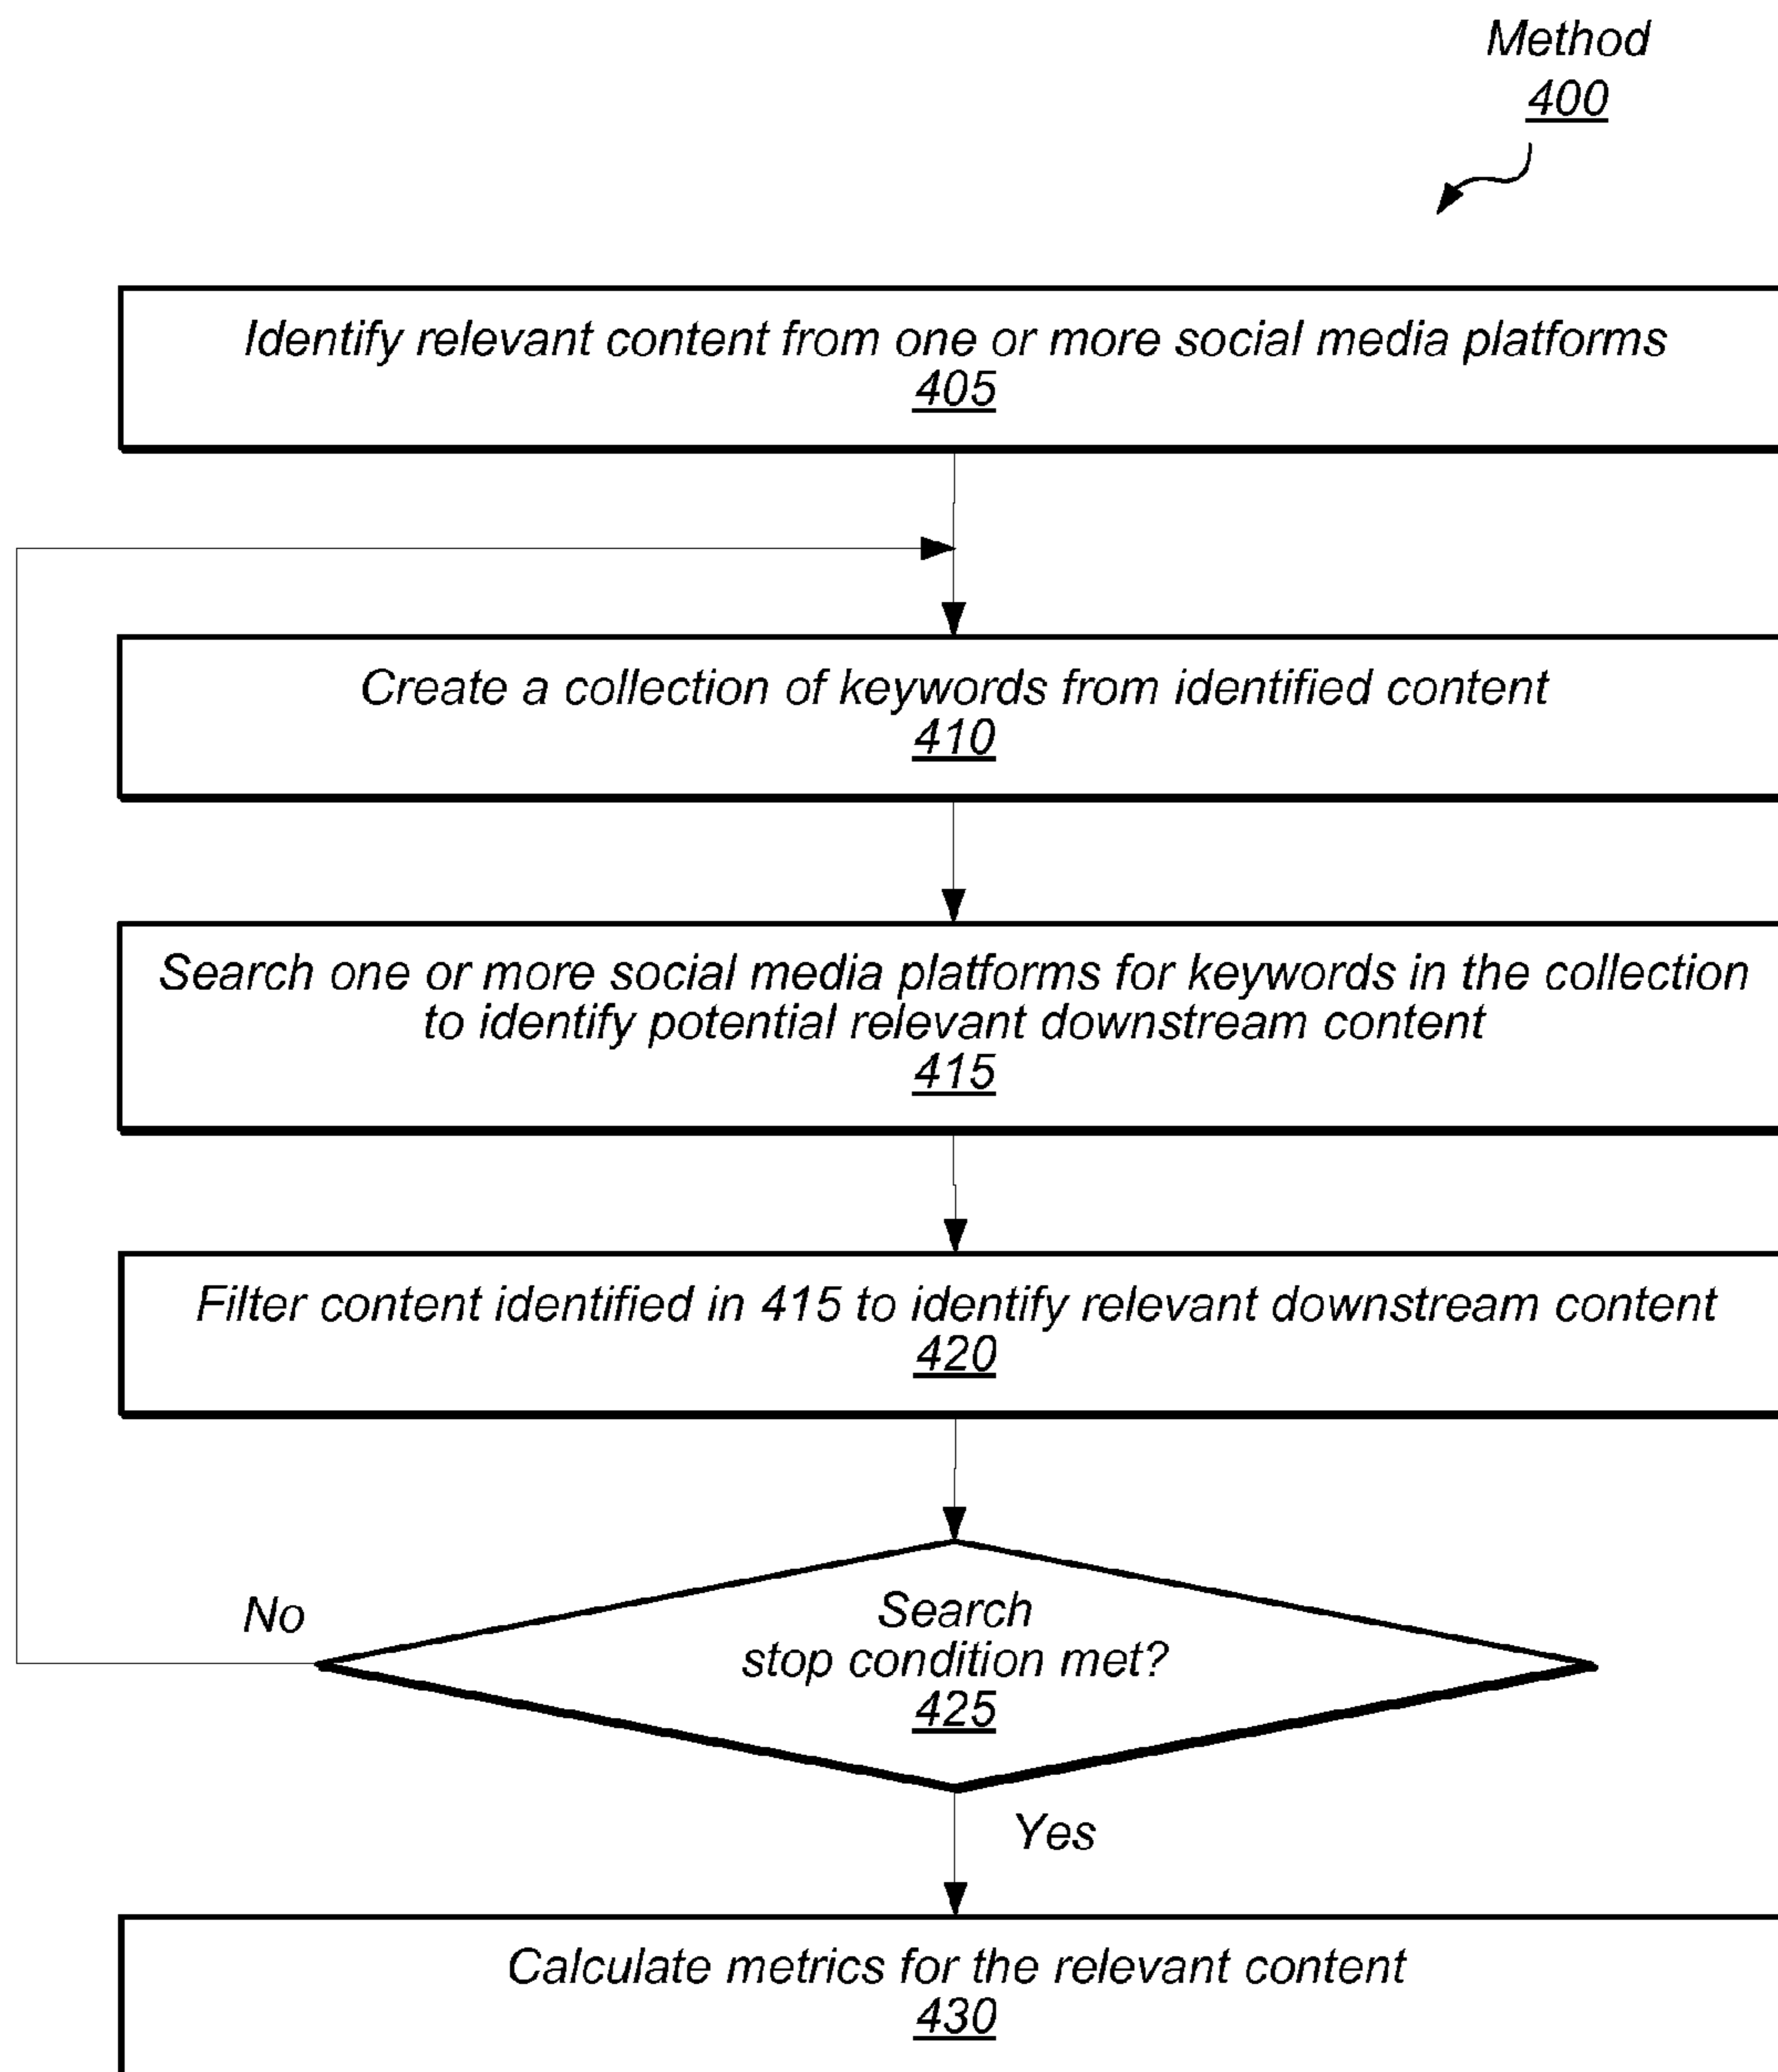 Method
400
Identify relevant content from one or more social media platforms
405
Create a collection of keywords from identified content
410
Search one or more social media platforms for keywords in the collection
to identify potential relevant downstream content
415
Filter content identified in 415 to identify relevant downstream content
420
No
Search
stop condition met?
425
Yes
Calculate metrics for the relevant content
430